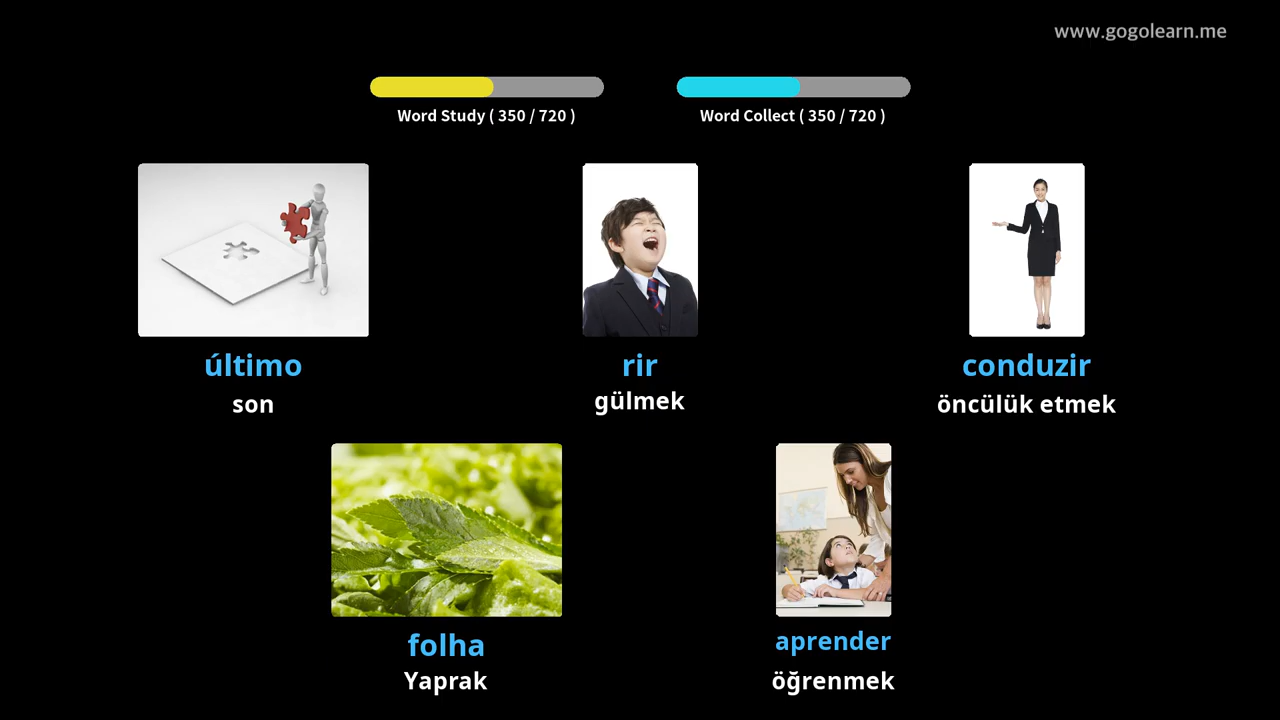 www.gogolearn.me
Word Study ( 350 / 720 )
Word Collect ( 350 / 720 )
último
son
rir
gülmek
conduzir
öncülük etmek
folha
Yaprak
aprender
öğrenmek